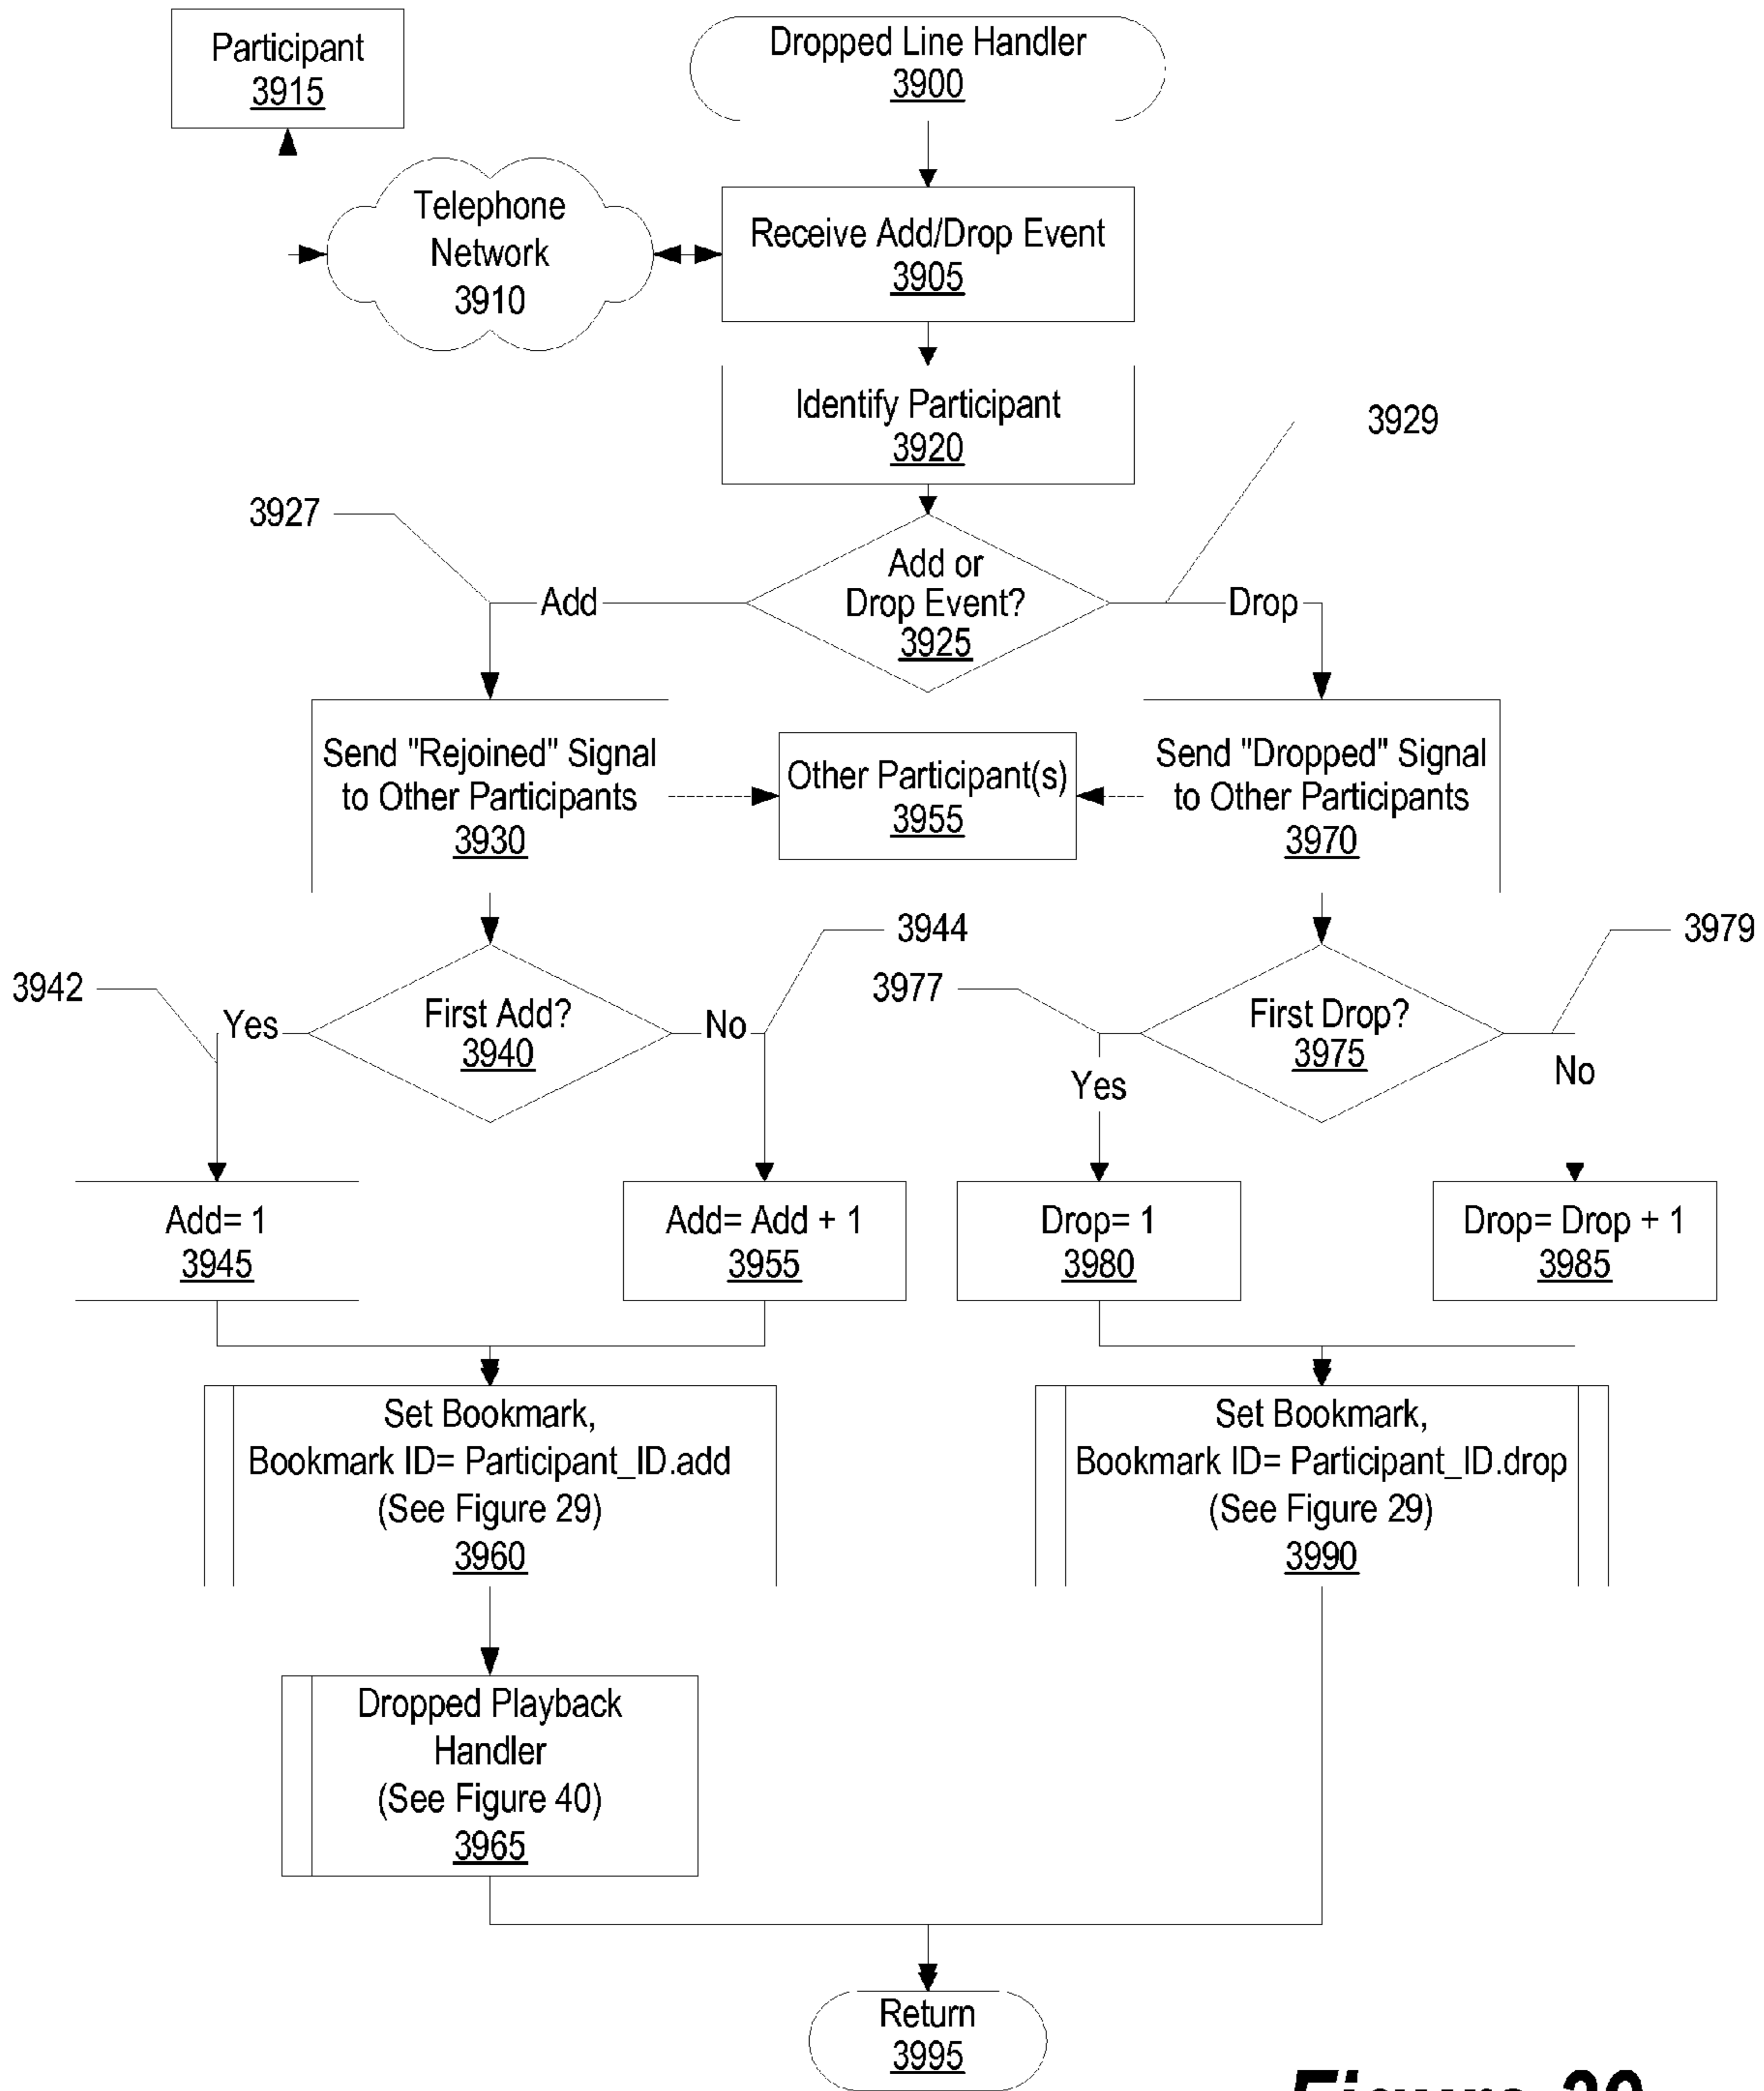 Participant
3915
Dropped Line Handler
3900
Telephone
Network
3910
Receive Add/Drop Event
3905
Identify Participant
3920
3929
3927
Add or
Drop Event?
3925
Add
Drop
Send "Rejoined" Signal
to Other Participants
3930
Other Participant(s)
3955
Send "Dropped" Signal
to Other Participants
3970
3942
3944
3977
3979
Yes
First Add?
3940
No
Yes
First Drop?
3975
No
Add= 1
3945
Add= Add + 1
3955
Drop= 1
3980
Drop= Drop + 1
3985
Set Bookmark,
Bookmark ID= Participant_ID.add
(See Figure 29)
3960
Set Bookmark,
Bookmark ID= Participant_ID.drop
(See Figure 29)
3990
Dropped Playback
Handler
(See Figure 40)
3965
Return
3995